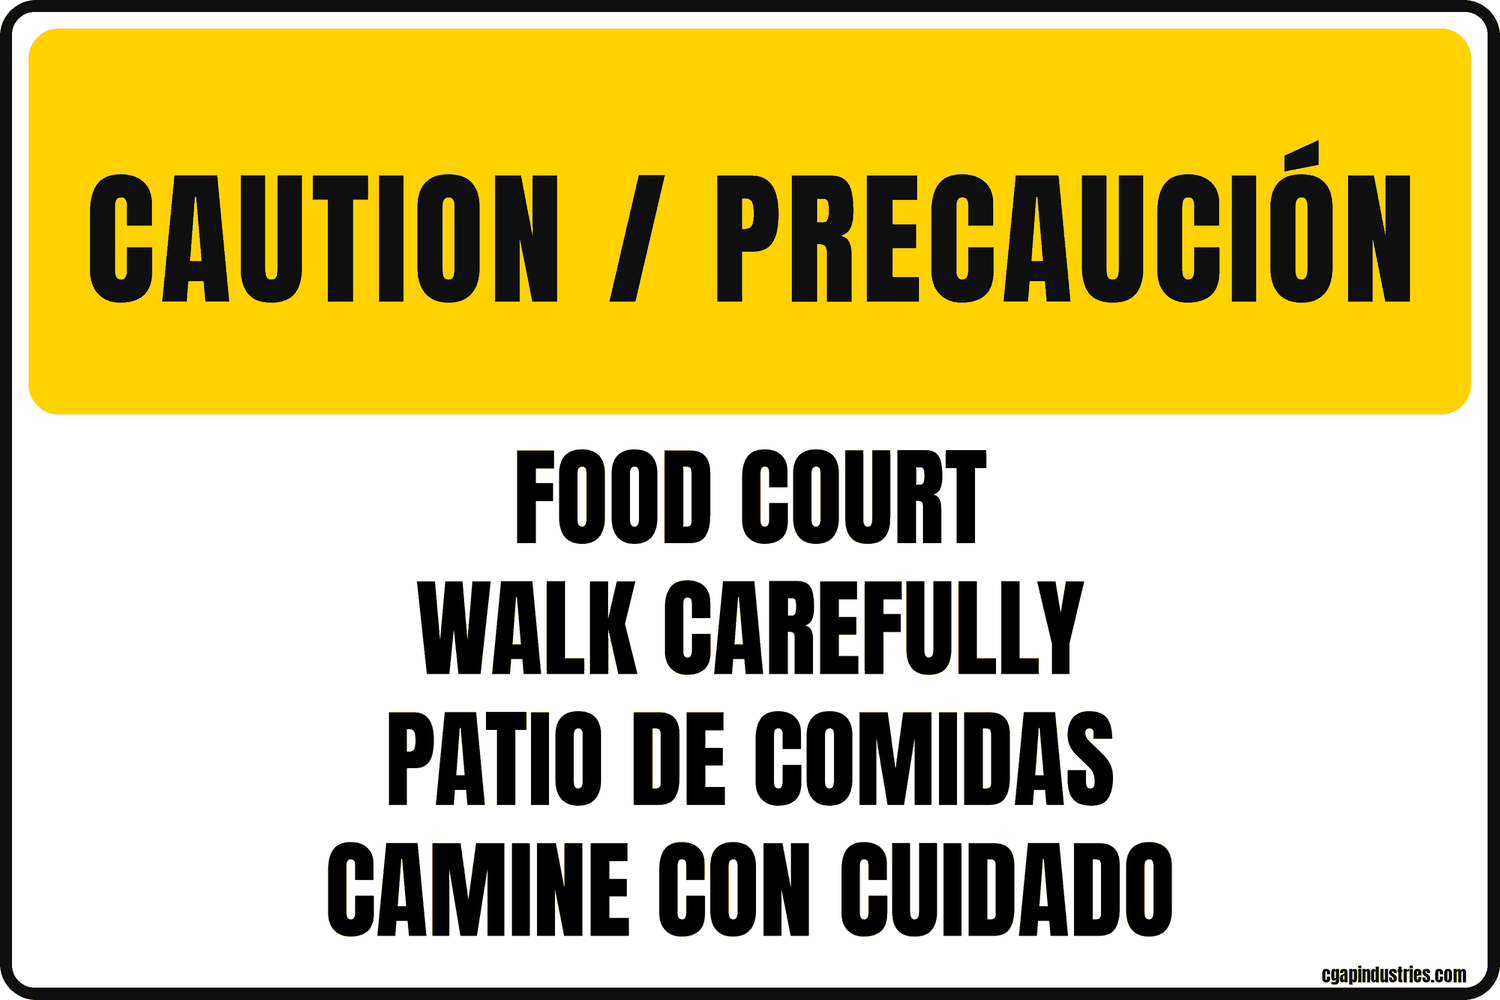 CAUTION / PRECAUCIÓN
FOOD COURT
WALK CAREFULLY
PATIO DE COMIDAS
CAMINE CON CUIDADO
cgapindustries.com